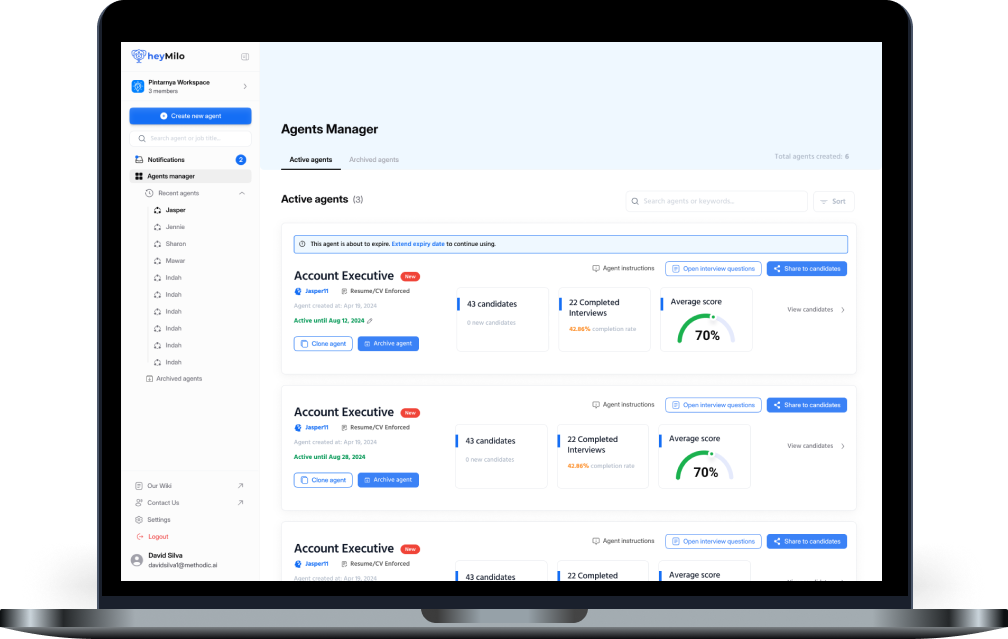 heyMilo
Pintarnya Workspace
3 members
Create new agent
Search agent or job title...
Notifications
2
Agents manager
Recent agents
Jasper
Jennie
Sharon
Mawar
Indah
Indah
Indah
Indah
Indah
Indah
Archived agents
Our Wiki
Contact Us
Settings
Logout
David Silva
davidsilva1@methodic.ai
Agents Manager
Active agents
Archived agents
Total agents created: 6
Active agents (3)
Search agents or keywords...
Sort
This agent is about to expire. Extend expiry date to continue using.
Account Executive New
Agent instructions
Open interview questions
Share to candidates
Jasper11
Resume/CV Enforced
Agent created at: Apr 19, 2024
Active until Aug 12, 2024
Clone agent
Archive agent
43 candidates
0 new candidates
22 Completed
Interviews
42.86% completion rate
Average score
70%
View candidates
Account Executive New
Agent instructions
Open interview questions
Share to candidates
Jasper11
Resume/CV Enforced
Agent created at: Apr 19, 2024
Active until Aug 28, 2024
Clone agent
Archive agent
43 candidates
0 new candidates
22 Completed
Interviews
42.86% completion rate
Average score
70%
View candidates
Account Executive New
Agent instructions
Open interview questions
Share to candidates
Jasper11
Resume/CV Enforced
Agent created at: Apr 19, 2024
43 candidates
22 Completed
Average score